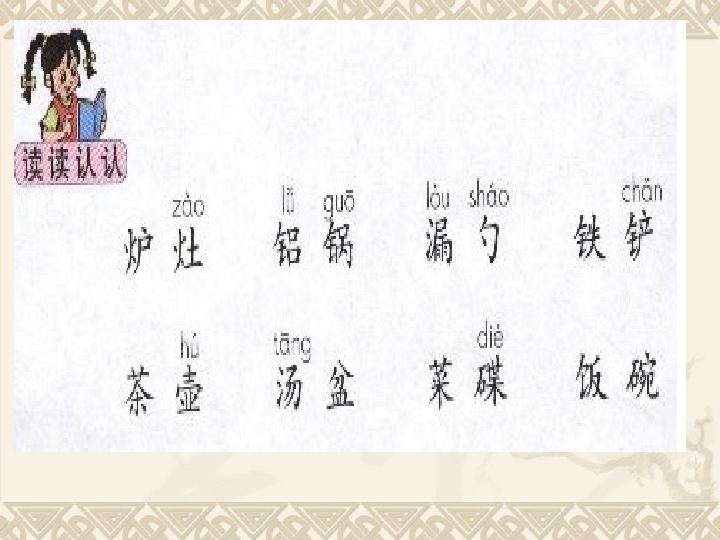 读读认认
zào lǚ guō lòu sháo chǎn
炉灶 铝锅 漏勺 铁铲
hú tāng dié
茶壶 汤盆 菜碟 饭碗